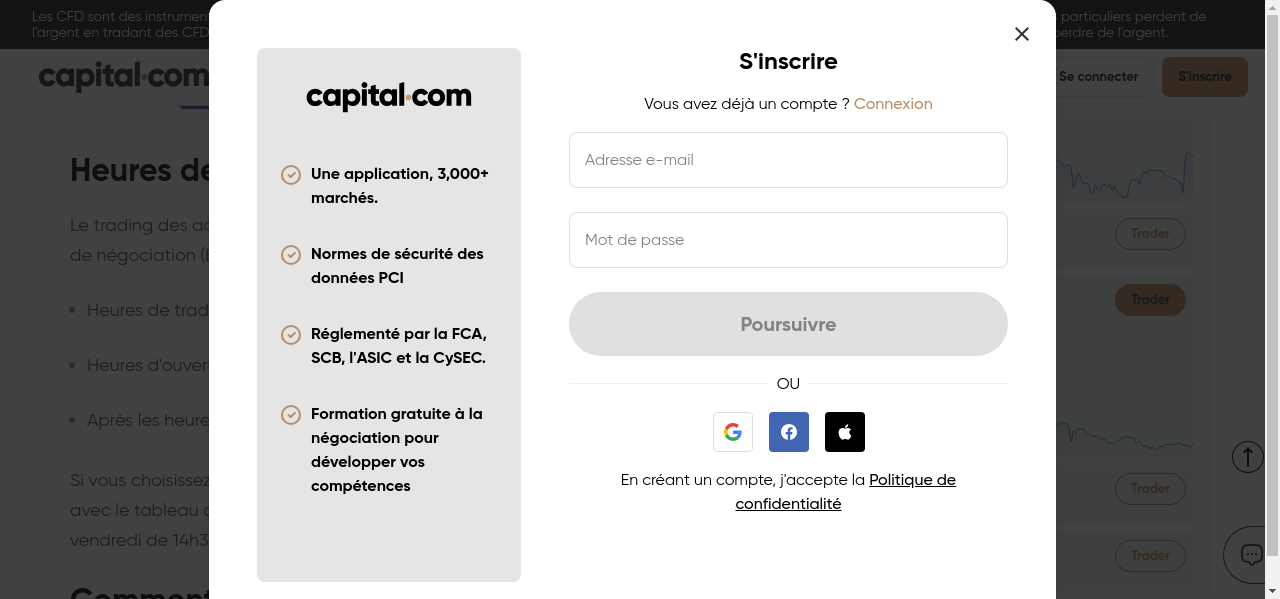 Les CFD sont des instrumen
s particuliers perdent de
l'argent en tradant des CFD
perdre de l'argent.
capital.com
Se connecter
S'inscrire
Heures de
Le trading des ac
de négociation (E
Heures de trad
Heures d'ouver
Après les heure
Si vous choisissez
avec le tableau d
vendredi de 14h3
Comment
capital.com
Une application, 3,000+
marchés.
Normes de sécurité des
données PCI
Réglementé par la FCA,
SCB, l'ASIC et la CySEC.
Formation gratuite à la
négociation pour
développer vos
compétences
S'inscrire
Vous avez déjà un compte ? Connexion
Adresse e-mail
Mot de passe
Poursuivre
OU
En créant un compte, j'accepte la Politique de
confidentialité
Trader
Trader
Trader
Trader